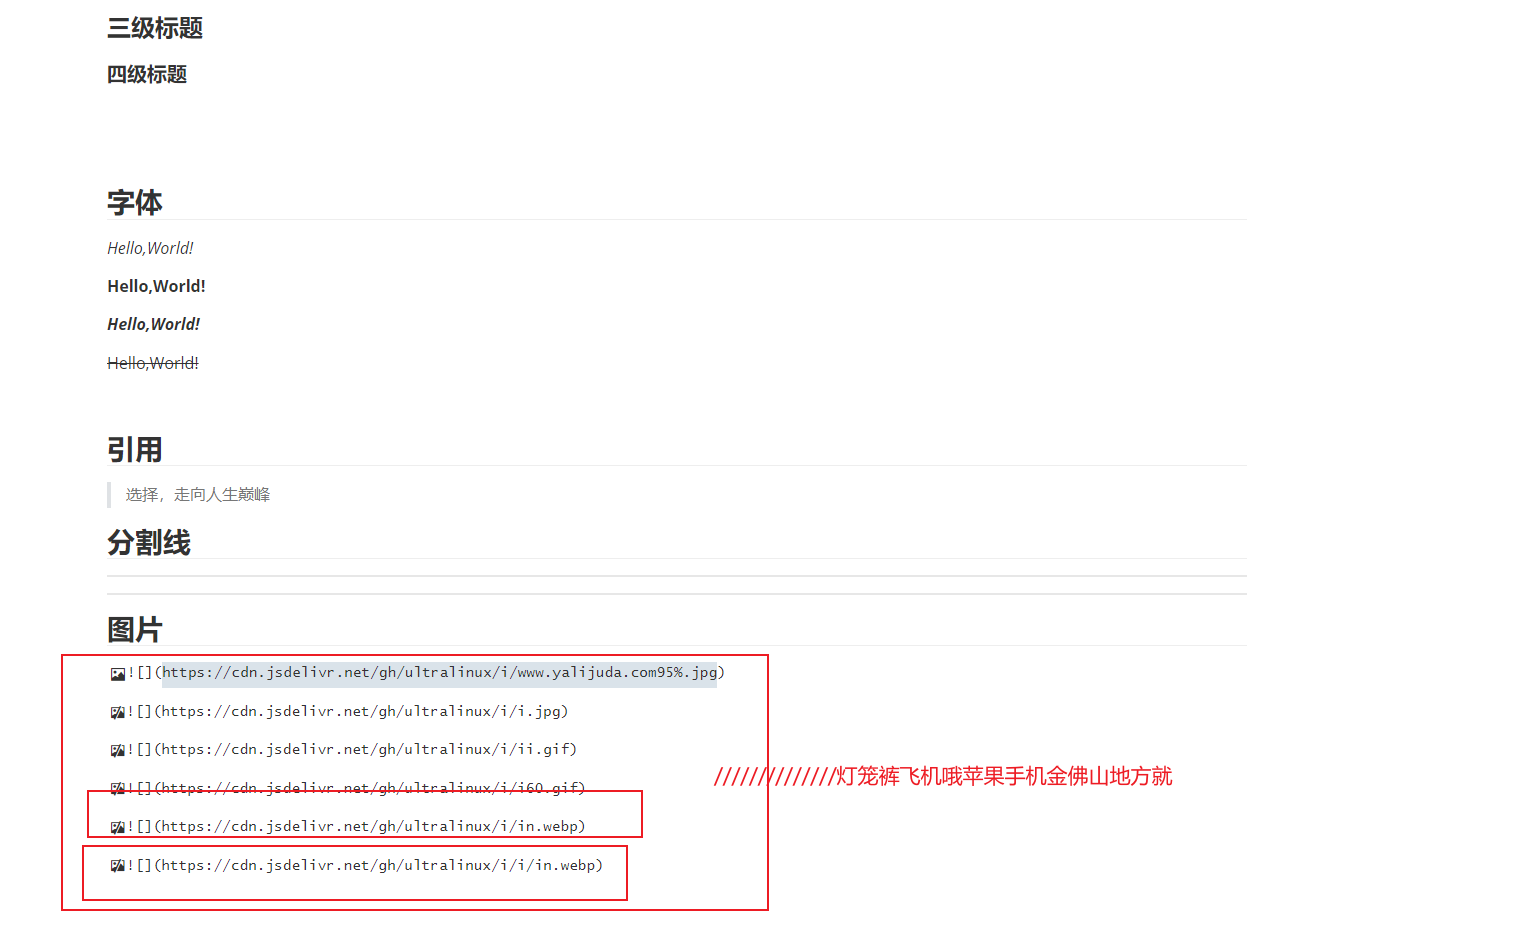 三级标题
四级标题
字体
Hello,World!
Hello,World!
Hello,World!
Hello,World!
引用
选择，走向人生巅峰
分割线
图片
![](https://cdn.jsdelivr.net/gh/ultralinux/i/www.yalijuda.com95%.jpg)
![](https://cdn.jsdelivr.net/gh/ultralinux/i/i.jpg)
![](https://cdn.jsdelivr.net/gh/ultralinux/i/ii.gif)
//////////////灯笼裤飞机哦苹果手机金佛山地方就
![](https://cdn.jsdelivr.net/gh/ultralinux/i/i60.gif)
![](https://cdn.jsdelivr.net/gh/ultralinux/i/in.webp)
![](https://cdn.jsdelivr.net/gh/ultralinux/i/i/in.webp)